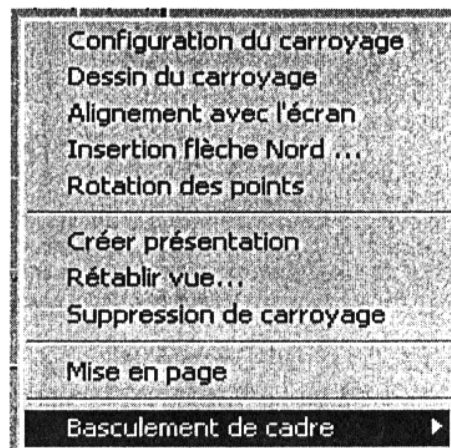 Configuration du carroyage
Dessin du carroyage
Alignement avec l'écran
Insertion flèche Nord ...
Rotation des points
Créer présentation
Rétablir vue...
Suppression de carroyage
Mise en page
Basculement de cadre